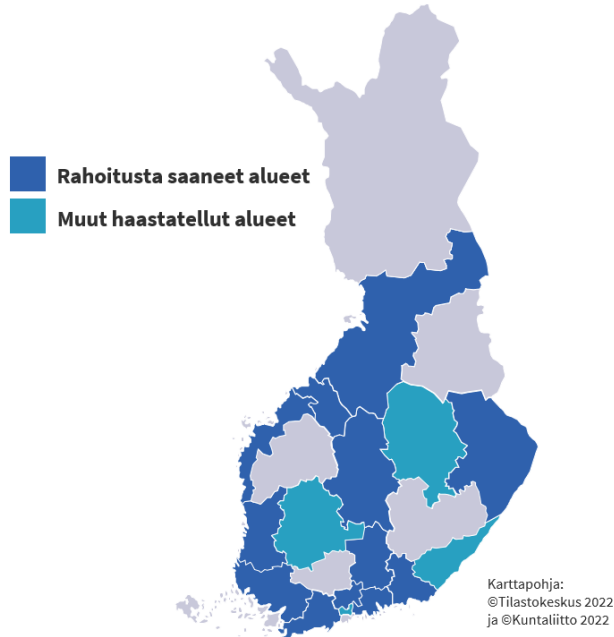 Rahoitusta saaneet alueet
Muut haastatellut alueet
Karttapohja:
©Tilastokeskus 2022
ja ©Kuntaliitto 2022